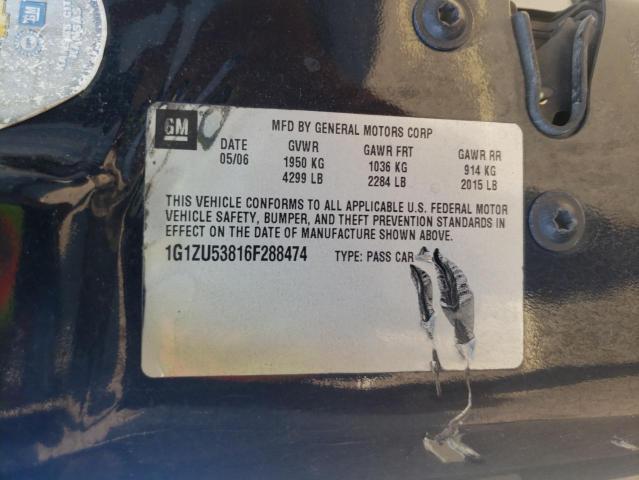 GM
MFD BY GENERAL MOTORS CORP
DATE GVWR GAWR FRT GAWR RR
05/06 1950 KG 1036 KG 914 KG
4299 LB 2284 LB 2015 LB
THIS VEHICLE CONFORMS TO ALL APPLICABLE U.S. FEDERAL MOTOR
VEHICLE SAFETY, BUMPER, AND THEFT PREVENTION STANDARDS IN
EFFECT ON THE DATE OF MANUFACTURE SHOWN ABOVE.
1G1ZU53816F288474 TYPE: PASS CAR